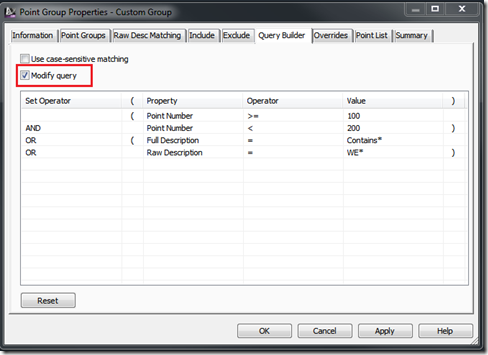 Point Group Properties - Custom Group
Information Point Groups Raw Desc Matching Include Exclude Query Builder Overrides Point List Summary
Use case-sensitive matching
Modify query
Set Operator ( Property Operator Value )
( Point Number >= 100
AND Point Number < 200 )
OR ( Full Description = Contains*
OR Raw Description = WE* )
Reset
OK Cancel Apply Help